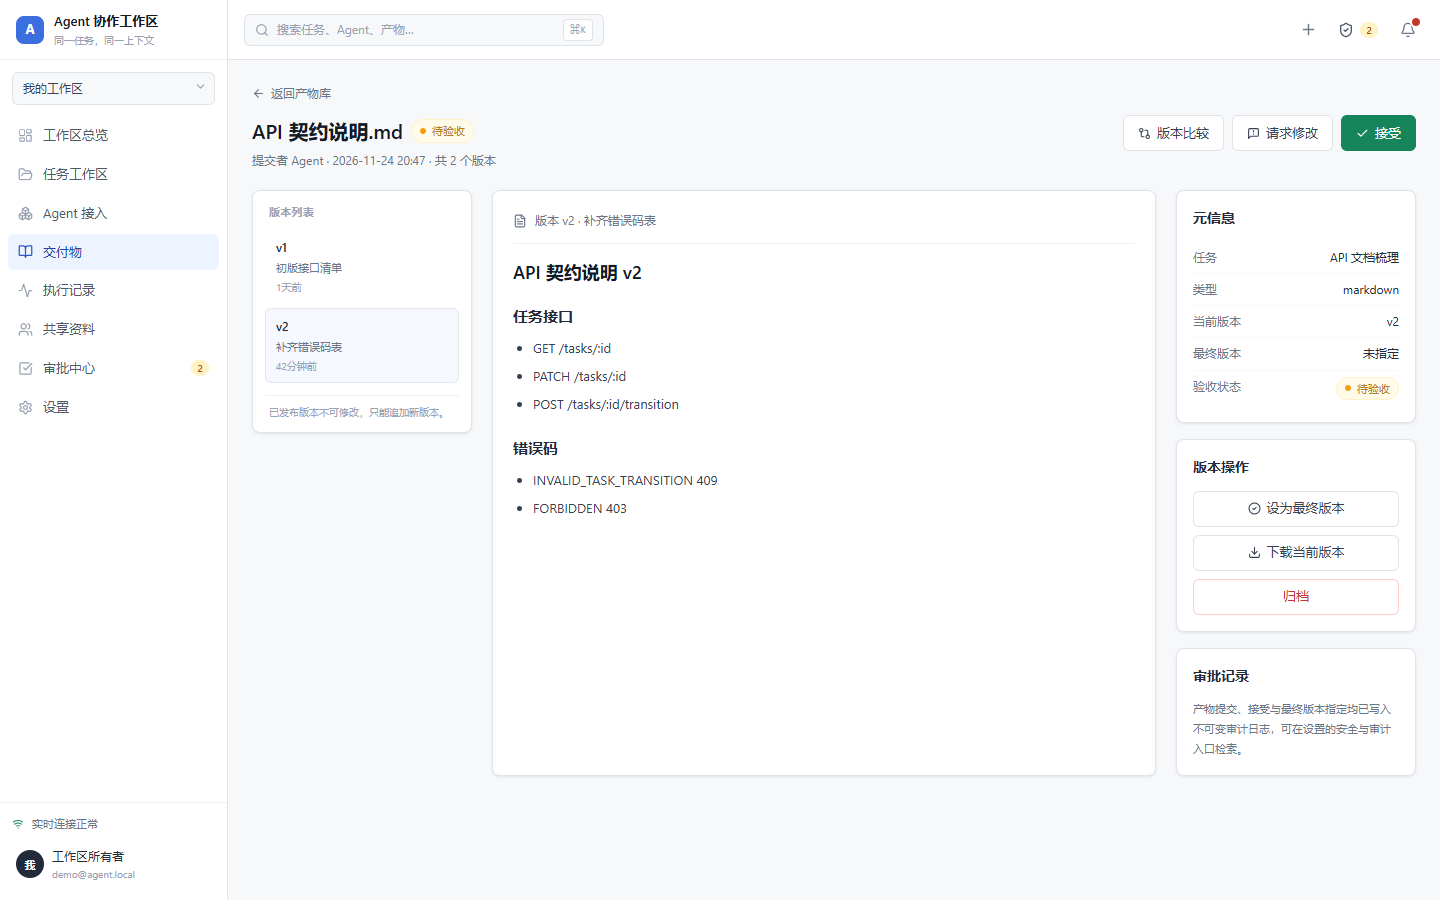 A
Agent 协作工作区
同一任务，同一上下文
搜索任务、Agent、产物...
⌘K
2
我的工作区
工作区总览
任务工作区
Agent 接入
交付物
执行记录
共享资料
审批中心
2
设置
实时连接正常
我
工作区所有者
demo@agent.local
返回产物库
API 契约说明.md
待验收
提交者 Agent · 2026-11-24 20:47 · 共 2 个版本
版本比较
请求修改
接受
版本列表
v1
初版接口清单
1天前
v2
补齐错误码表
42分钟前
已发布版本不可修改，只能追加新版本。
版本 v2 · 补齐错误码表
API 契约说明 v2
任务接口
GET /tasks/:id
PATCH /tasks/:id
POST /tasks/:id/transition
错误码
INVALID_TASK_TRANSITION 409
FORBIDDEN 403
元信息
任务
API 文档梳理
类型
markdown
当前版本
v2
最终版本
未指定
验收状态
待验收
版本操作
设为最终版本
下载当前版本
归档
审批记录
产物提交、接受与最终版本指定均已写入
不可变审计日志，可在设置的安全与审计
入口检索。